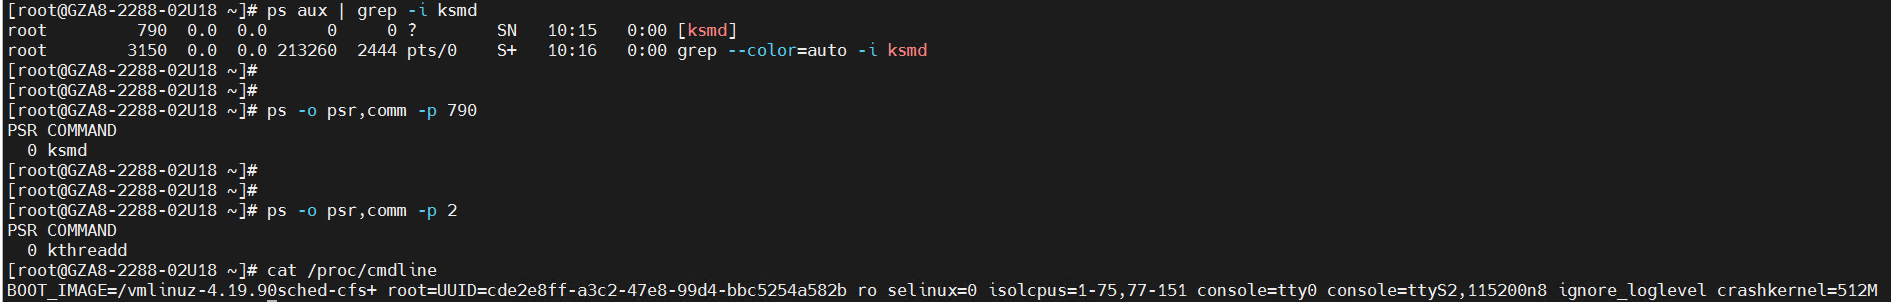 [root@GZA8-2288-02U18 ~]# ps aux | grep -i ksmd
root         790  0.0  0.0      0     0 ?        SN   10:15   0:00 [ksmd]
root        3150  0.0  0.0 213260  2444 pts/0    S+   10:16   0:00 grep --color=auto -i ksmd
[root@GZA8-2288-02U18 ~]#
[root@GZA8-2288-02U18 ~]#
[root@GZA8-2288-02U18 ~]# ps -o psr,comm -p 790
PSR COMMAND
  0 ksmd
[root@GZA8-2288-02U18 ~]#
[root@GZA8-2288-02U18 ~]#
[root@GZA8-2288-02U18 ~]# ps -o psr,comm -p 2
PSR COMMAND
  0 kthreadd
[root@GZA8-2288-02U18 ~]# cat /proc/cmdline
BOOT_IMAGE=/vmlinuz-4.19.90sched-cfs+ root=UUID=cde2e8ff-a3c2-47e8-99d4-bbc5254a582b ro selinux=0 isolcpus=1-75,77-151 console=tty0 console=ttyS2,115200n8 ignore_loglevel crashkernel=512M